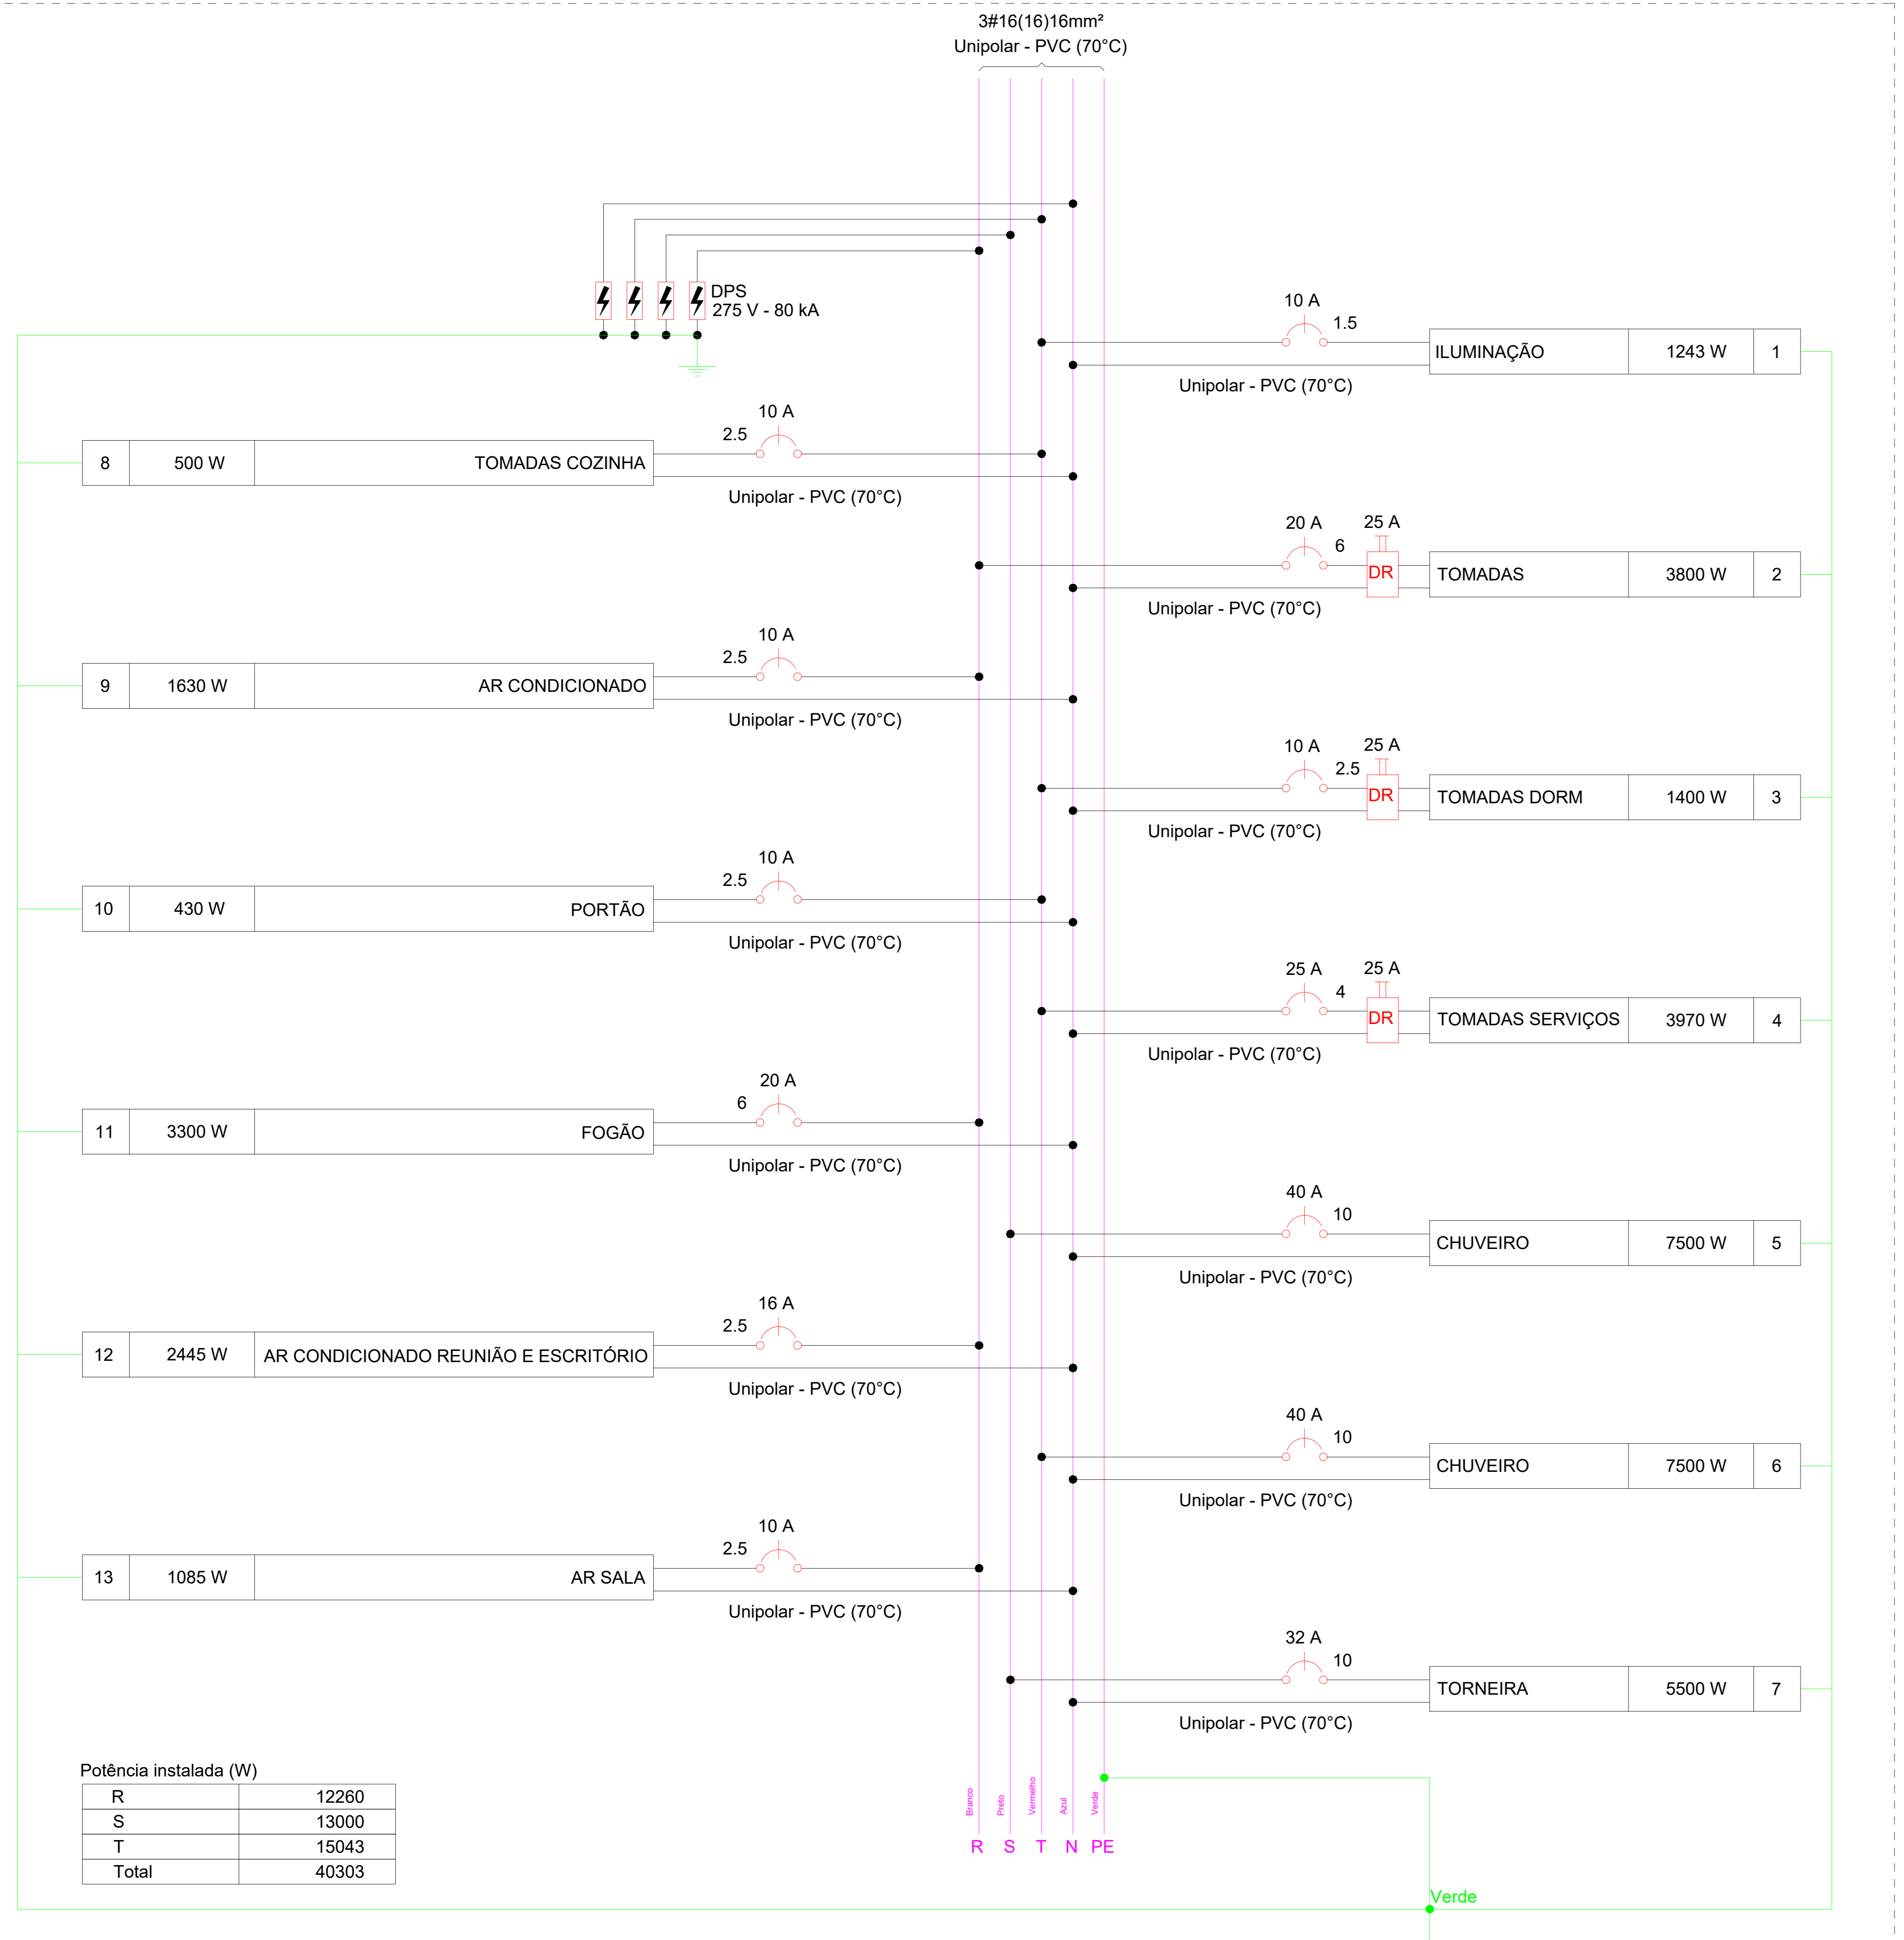 3#16(16)16mm²
Unipolar - PVC (70°C)
DPS
275 V - 80 kA
10 A
1.5
ILUMINAÇÃO 1243 W 1
Unipolar - PVC (70°C)
10 A
2.5
8 500 W TOMADAS COZINHA
Unipolar - PVC (70°C)
20 A 25 A
6
DR
TOMADAS 3800 W 2
Unipolar - PVC (70°C)
10 A
2.5
9 1630 W AR CONDICIONADO
Unipolar - PVC (70°C)
10 A 25 A
2.5
DR
TOMADAS DORM 1400 W 3
Unipolar - PVC (70°C)
10 A
2.5
10 430 W PORTÃO
Unipolar - PVC (70°C)
25 A 25 A
4
DR
TOMADAS SERVIÇOS 3970 W 4
Unipolar - PVC (70°C)
20 A
6
11 3300 W FOGÃO
Unipolar - PVC (70°C)
40 A
10
CHUVEIRO 7500 W 5
Unipolar - PVC (70°C)
16 A
2.5
12 2445 W AR CONDICIONADO REUNIÃO E ESCRITÓRIO
Unipolar - PVC (70°C)
40 A
10
CHUVEIRO 7500 W 6
Unipolar - PVC (70°C)
10 A
2.5
13 1085 W AR SALA
Unipolar - PVC (70°C)
32 A
10
TORNEIRA 5500 W 7
Unipolar - PVC (70°C)
Potência instalada (W)
R 12260
S 13000
T 15043
Total 40303
Branco
Preto
Vermelho
Azul
Verde
R S T N PE
Verde